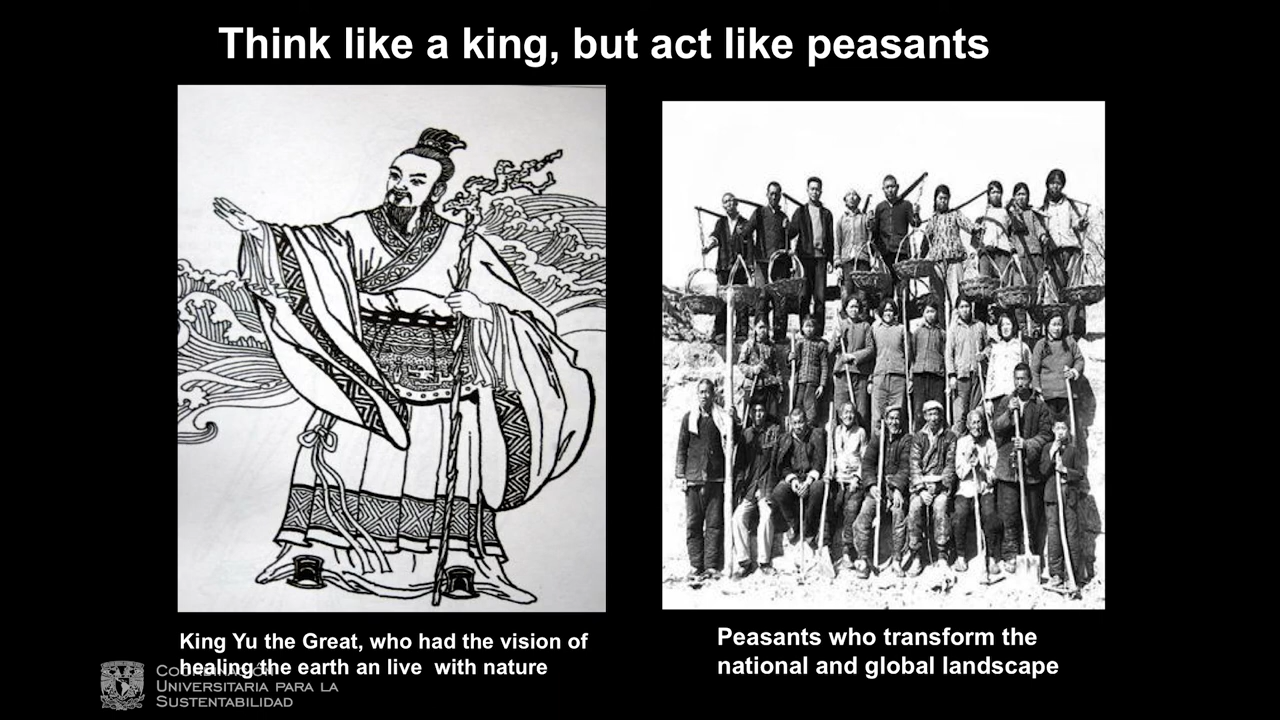 Think like a king, but act like peasants
King Yu the Great, who had the vision of
healing the earth an live with nature
Peasants who transform the
national and global landscape
Coordinación
Universitaria para la
Sustentabilidad